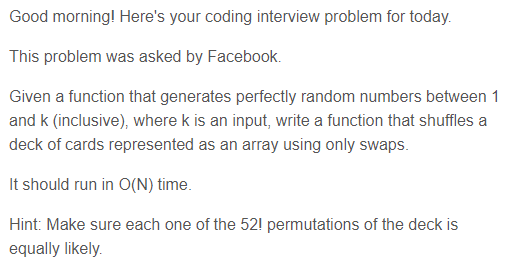 Good morning! Here's your coding interview problem for today.
This problem was asked by Facebook.
Given a function that generates perfectly random numbers between 1
and k (inclusive), where k is an input, write a function that shuffles a
deck of cards represented as an array using only swaps.
It should run in O(N) time.
Hint: Make sure each one of the 52! permutations of the deck is
equally likely.